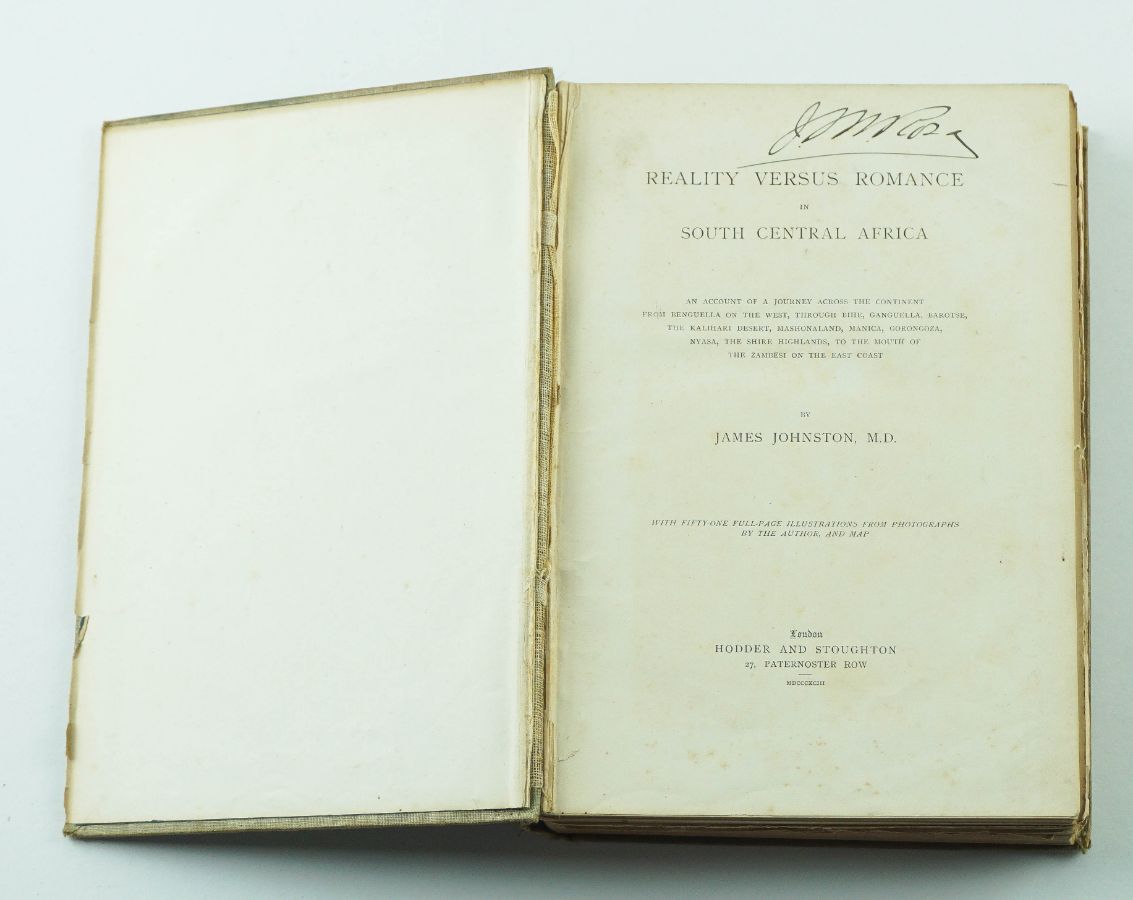 J. M. M. Rosa
REALITY VERSUS ROMANCE
IN
SOUTH CENTRAL AFRICA
AN ACCOUNT OF A JOURNEY ACROSS THE CONTINENT
FROM BENGUELLA ON THE WEST, THROUGH BIHE, GANGUELLA, BAROTSE,
THE KALIHARI DESERT, MASHONALAND, MANICA, GORONGOZA,
NYASA, THE SHIRE HIGHLANDS, TO THE MOUTH OF
THE ZAMBESI ON THE EAST COAST
BY
JAMES JOHNSTON, M.D.
WITH FIFTY-ONE FULL-PAGE ILLUSTRATIONS FROM PHOTOGRAPHS
BY THE AUTHOR, AND MAP
London
HODDER AND STOUGHTON
27, PATERNOSTER ROW
MDCCCXCIII